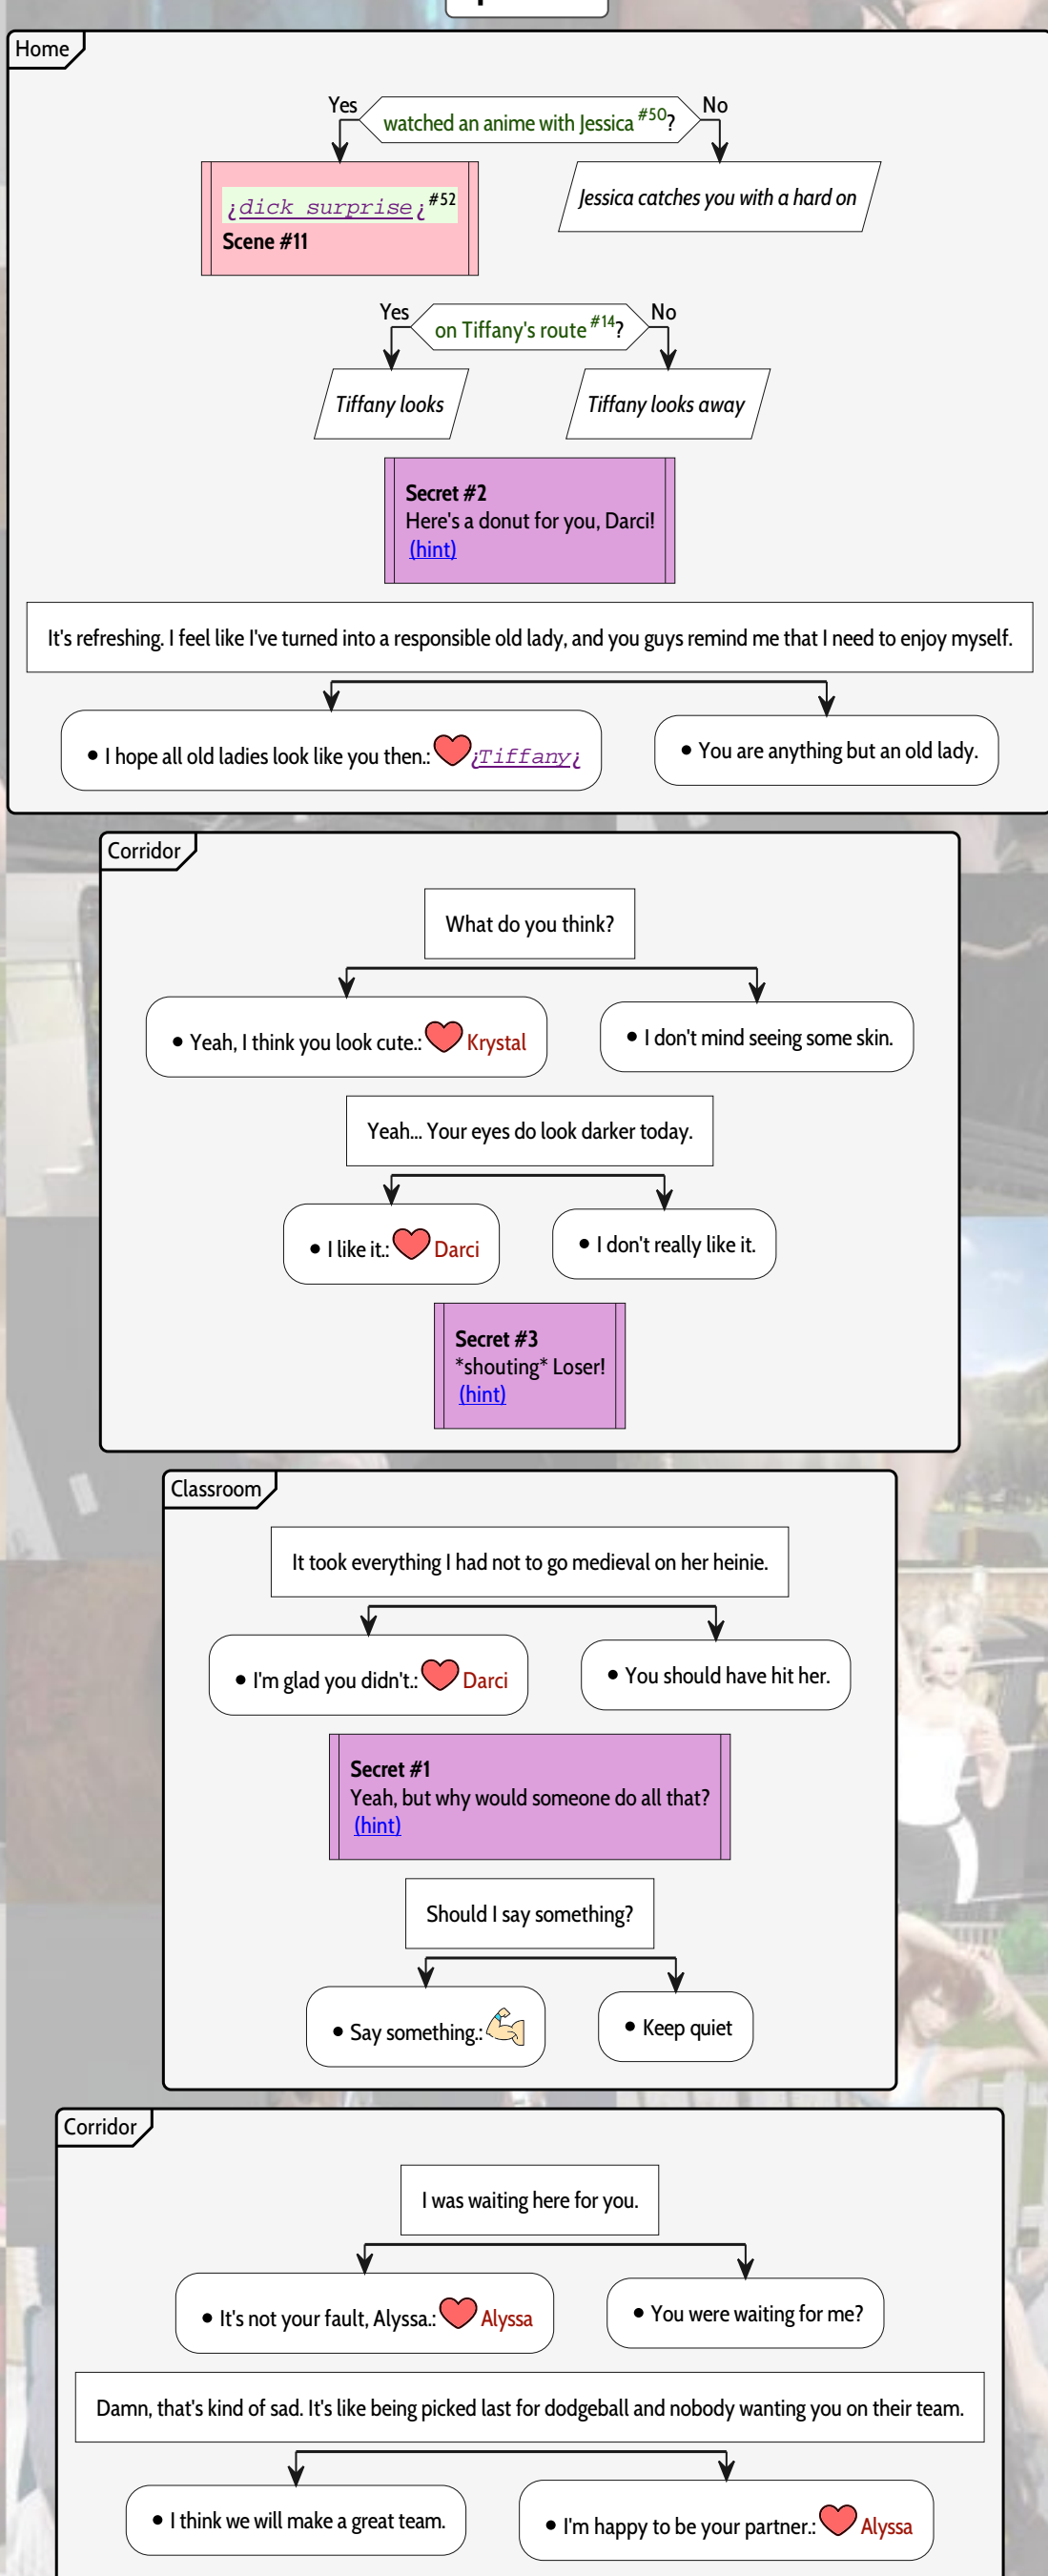 Home
Yes
watched an anime with Jessica #50?
No
¿dick surprise¿#52
Scene #11
Jessica catches you with a hard on
Yes
on Tiffany's route #14?
No
Tiffany looks
Tiffany looks away
Secret #2
Here's a donut for you, Darci!
(hint)
It's refreshing. I feel like I've turned into a responsible old lady, and you guys remind me that I need to enjoy myself.
• I hope all old ladies look like you then.: ❤¿Tiffany¿
• You are anything but an old lady.
Corridor
What do you think?
• Yeah, I think you look cute.: ❤ Krystal
• I don't mind seeing some skin.
Yeah... Your eyes do look darker today.
• I like it.: ❤ Darci
• I don't really like it.
Secret #3
*shouting* Loser!
(hint)
Classroom
It took everything I had not to go medieval on her heinie.
• I'm glad you didn't.: ❤ Darci
• You should have hit her.
Secret #1
Yeah, but why would someone do all that?
(hint)
Should I say something?
• Say something.: 💪
• Keep quiet
Corridor
I was waiting here for you.
• It's not your fault, Alyssa.: ❤ Alyssa
• You were waiting for me?
Damn, that's kind of sad. It's like being picked last for dodgeball and nobody wanting you on their team.
• I think we will make a great team.
• I'm happy to be your partner.: ❤ Alyssa